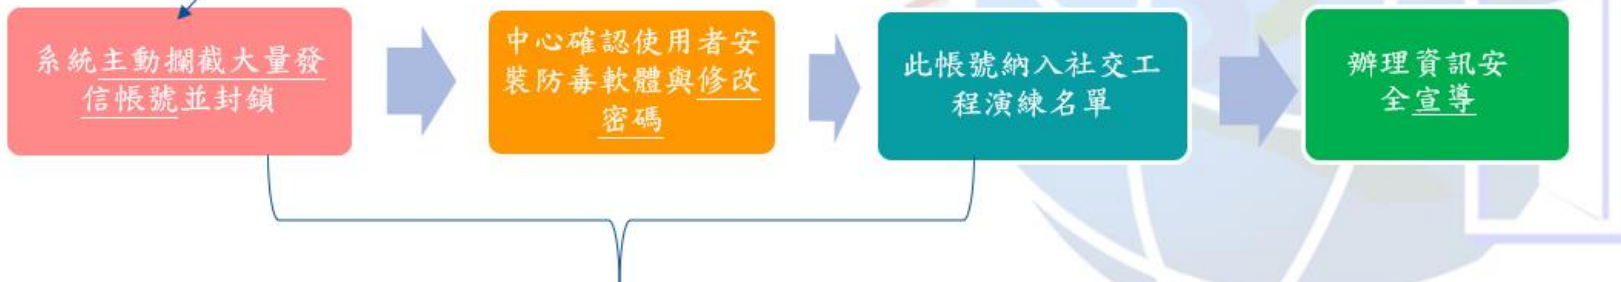 系統主動攔截大量發
信帳號並封鎖
中心確認使用者安
裝防毒軟體與修改
密碼
此帳號納入社交工
程演練名單
辦理資訊安
全宣導